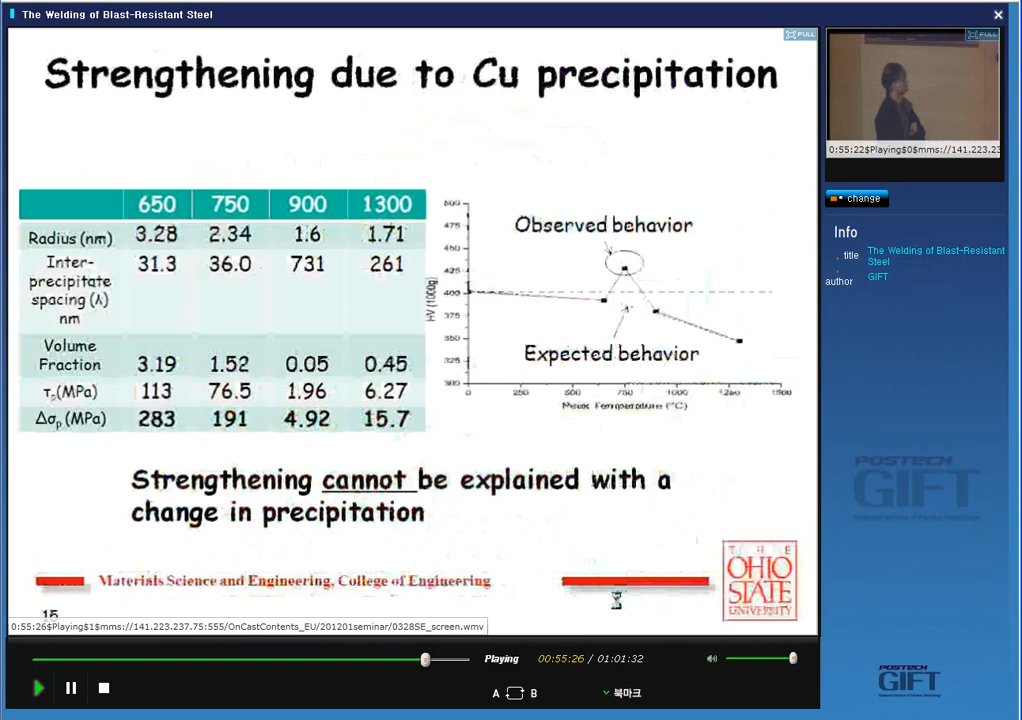 The Welding of Blast-Resistant Steel
FULL
Strengthening due to Cu precipitation
650 750 900 1300
Radius (nm) 3.28 2.34 1.6 1.71
Inter-precipitate spacing (λ) nm 31.3 36.0 731 261
Volume Fraction 3.19 1.52 0.05 0.45
(MPa) 113 76.5 1.96 6.27
Δσp (MPa) 283 191 4.92 15.7
Observed behavior
Expected behavior
HV (1000g)
500
475
450
425
400
375
350
325
300
0 250 500 750 1000 1250 1500
Peak Temperature (°C)
Strengthening cannot be explained with a
change in precipitation
Materials Science and Engineering, College of Engineering
THE
OHIO
STATE
UNIVERSITY
15
0:55:26$Playing$1$mms://141.223.237.75:555/OnCastContents_EU/201201seminar/0328SE_screen.wmv
Playing 00:55:26 / 01:01:32
A B 북마크
FULL
0:55:22$Playing$0$mms://141.223.23
change
Info
title The Welding of Blast-Resistant
Steel
author GIFT
POSTECH
GIFT
POSTECH
GIFT